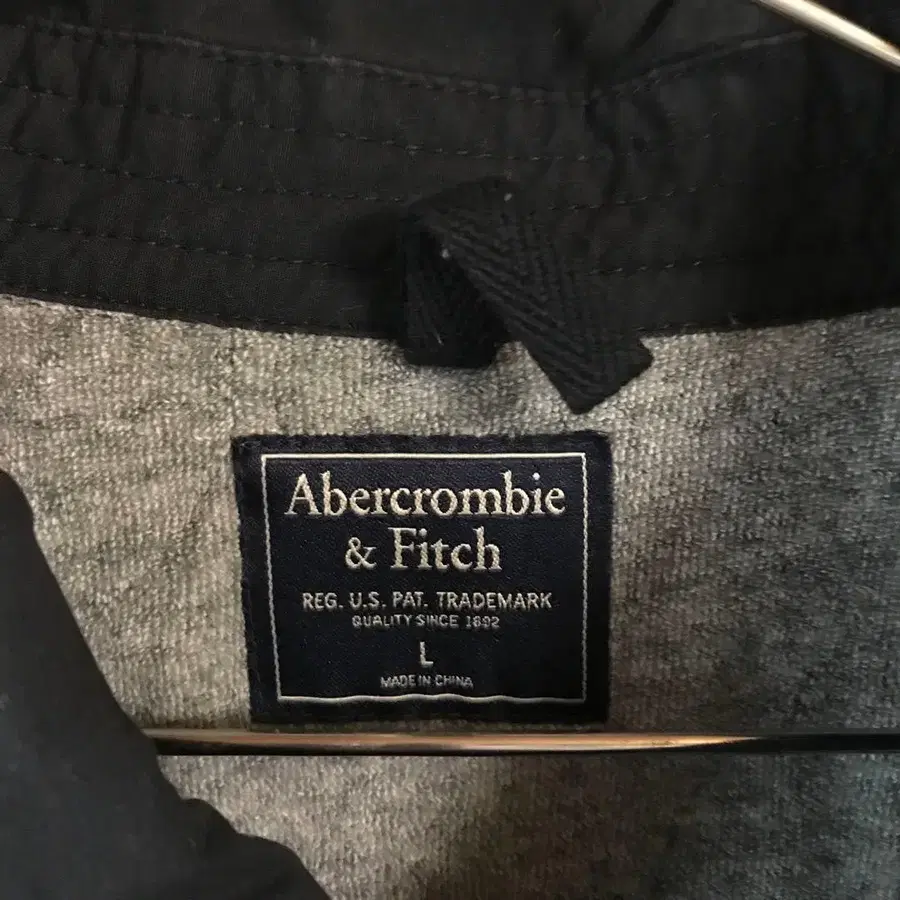 Abercrombie
& Fitch
REG. U.S. PAT. TRADEMARK
QUALITY SINCE 1892
L
MADE IN CHINA